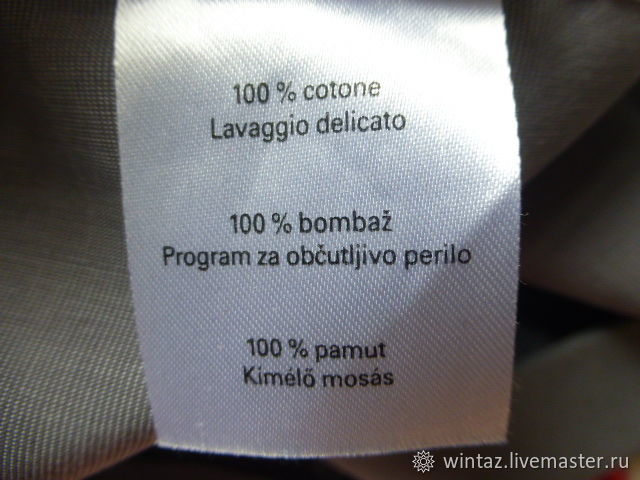 100 % cotone
Lavaggio delicato
100 % bombaž
Program za občutljivo perilo
100 % pamut
Kímélő mosás
wintaz.livemaster.ru